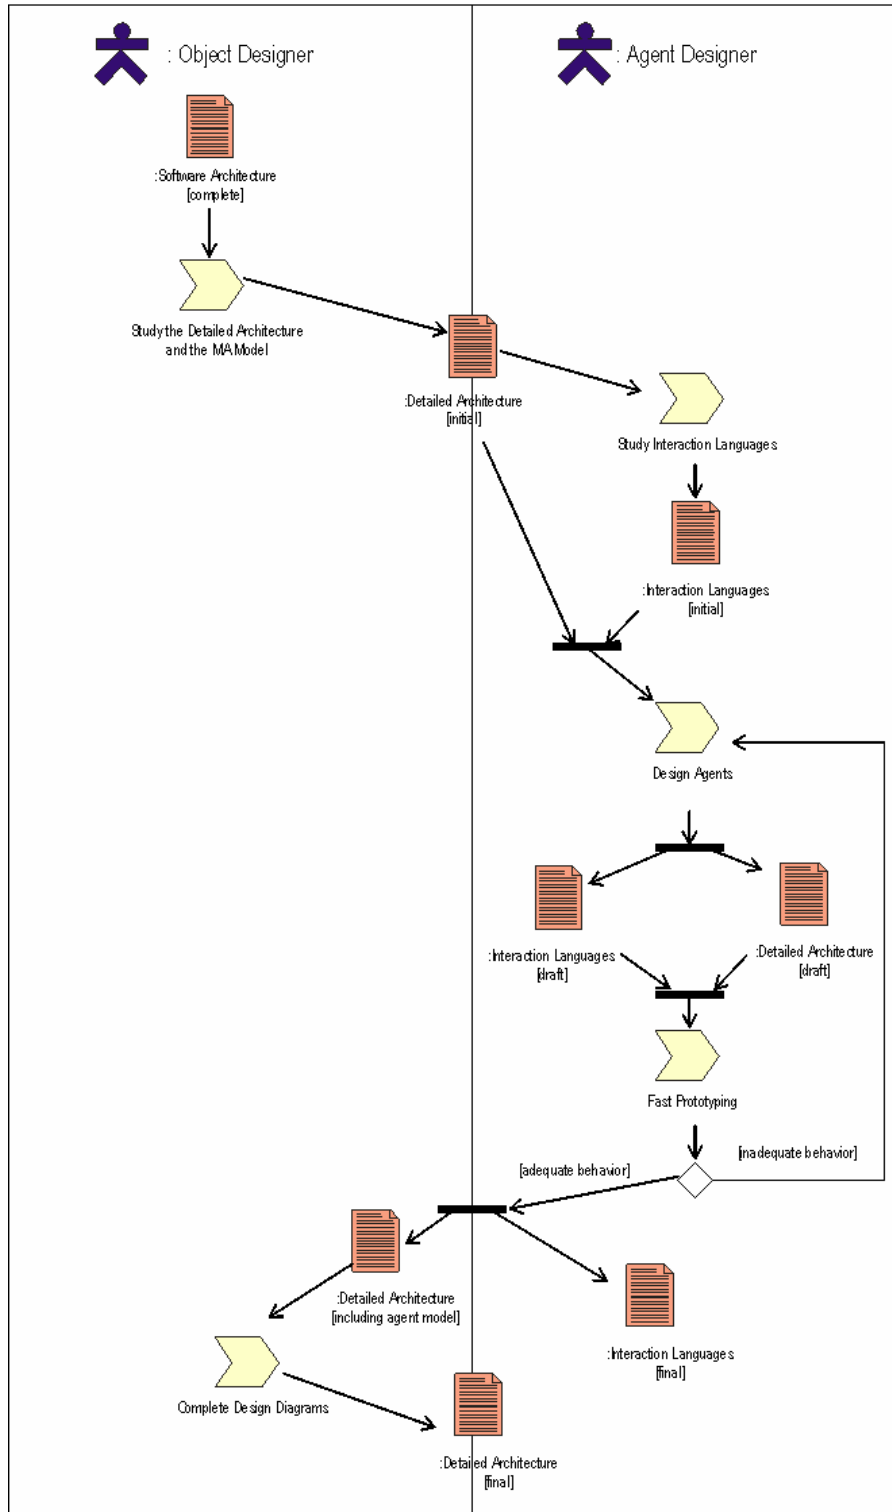 : Object Designer
: Agent Designer
:Software Architecture
[complete]
Study the Detailed Architecture
and the MA Model
:Detailed Architecture
[initial]
Study Interaction Languages
:Interaction Languages
[initial]
Design Agents
:Interaction Languages
[draft]
:Detailed Architecture
[draft]
Fast Prototyping
[inadequate behavior]
[adequate behavior]
:Detailed Architecture
[including agent model]
:Interaction Languages
[final]
Complete Design Diagrams
:Detailed Architecture
[final]